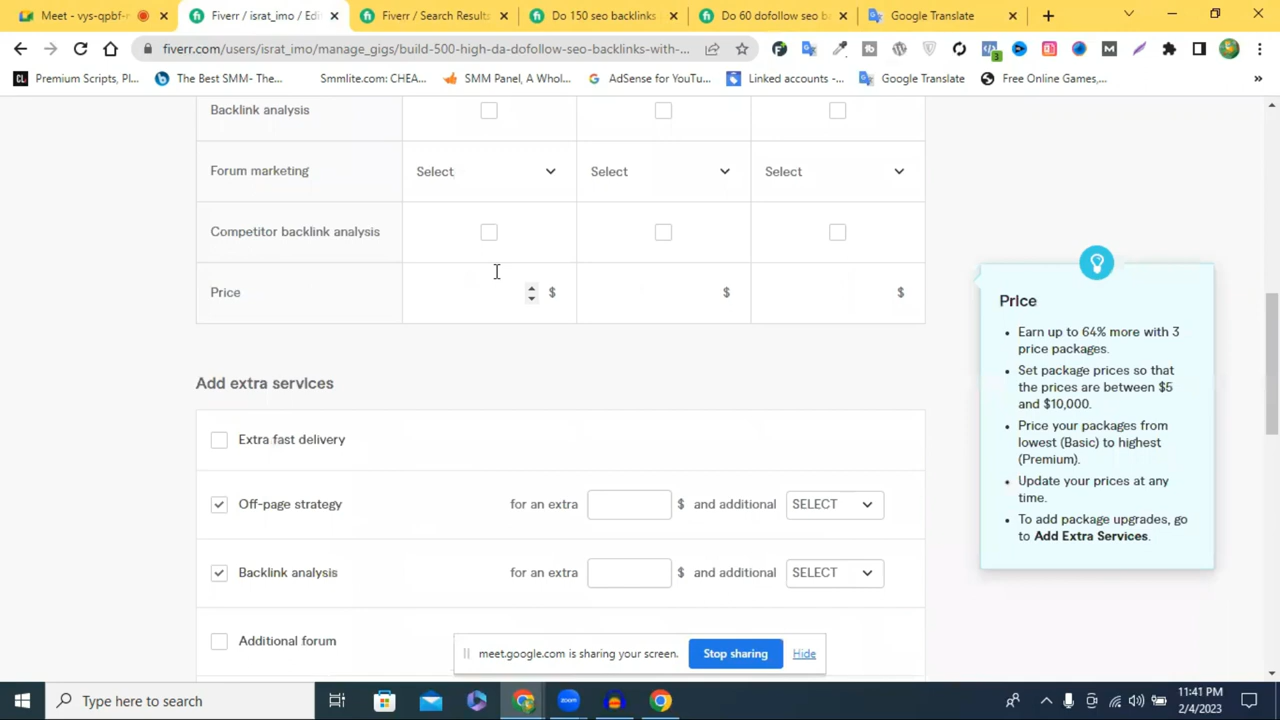 Meet - vys-qpbf-
Fiverr / israt_imo / Edi
Fiverr / Search Results
Do 150 seo backlinks
Do 60 dofollow seo b
Google Translate
fiverr.com/users/israt_imo/manage_gigs/build-500-high-da-dofollow-seo-backlinks-with-...
3
CL Premium Scripts, Pl...
The Best SMM- The...
Smmlite.com: CHEA...
SMM Panel, A Whol...
AdSense for YouTu...
Linked accounts -...
Google Translate
Free Online Games,...
»
Backlink analysis
Forum marketing Select Select Select
Competitor backlink analysis
Price $ $ $
Price
• Earn up to 64% more with 3
price packages.
• Set package prices so that
the prices are between $5
and $10,000.
• Price your packages from
lowest (Basic) to highest
(Premium).
• Update your prices at any
time.
• To add package upgrades, go
to Add Extra Services.
Add extra services
Extra fast delivery
Off-page strategy for an extra $ and additional SELECT
Backlink analysis for an extra $ and additional SELECT
Additional forum
meet.google.com is sharing your screen. Stop sharing Hide
Type here to search
zoom
11:41 PM
2/4/2023